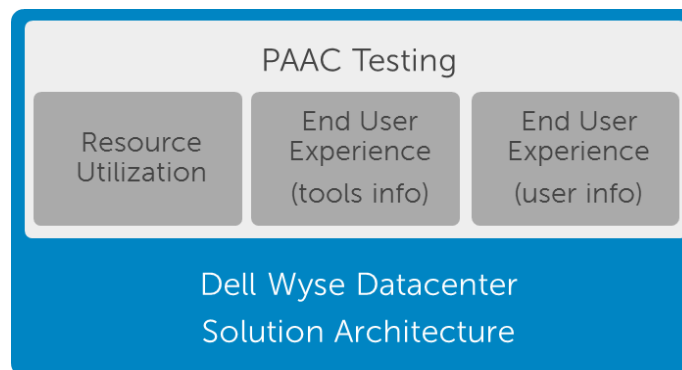 PAAC Testing
Resource
Utilization
End User
Experience
(tools info)
End User
Experience
(user info)
Dell Wyse Datacenter
Solution Architecture